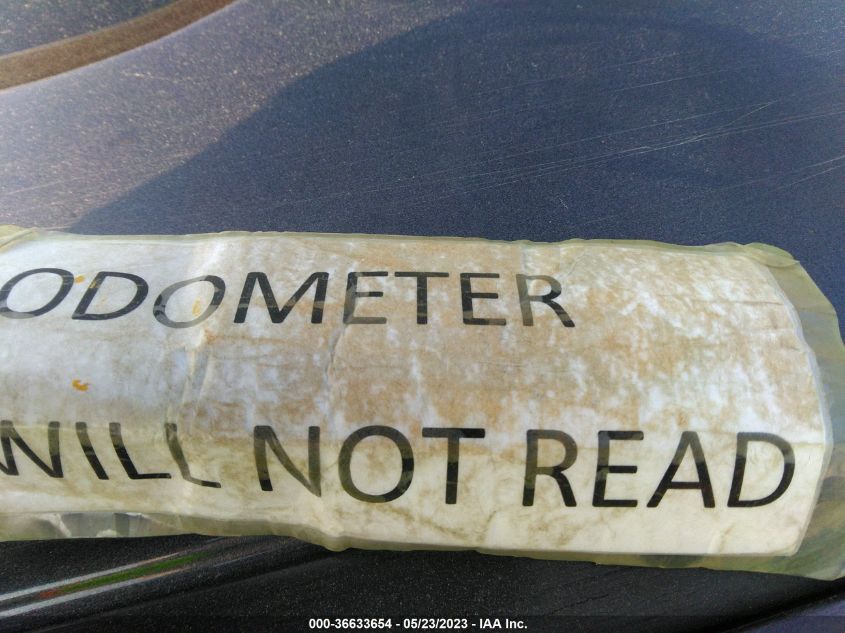 ODOMETER
WILL NOT READ
000-36633654 / 05/23/2023 - IAA Inc.